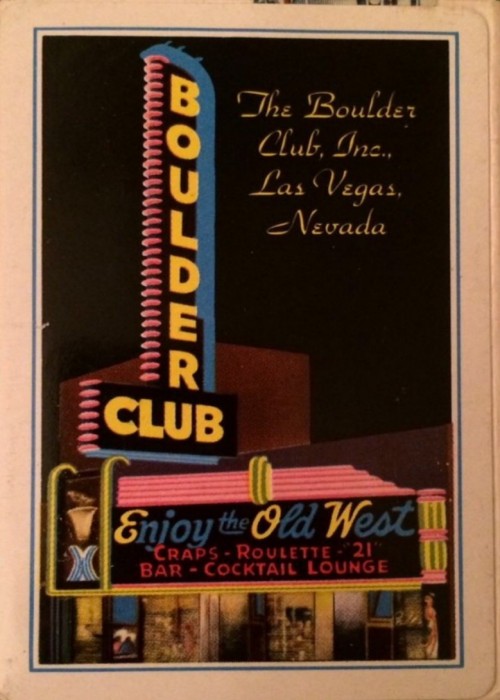 BOULDER
CLUB
The Boulder
Club, Inc.,
Las Vegas,
Nevada
Enjoy the Old West
CRAPS - ROULETTE - "21"
BAR - COCKTAIL LOUNGE